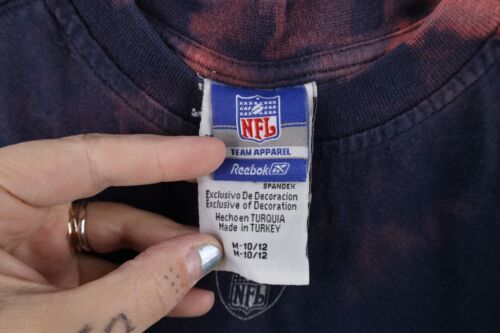 NFL
TEAM APPAREL
Reebok
SPANDEX
Exclusivo De Decoracion
Exclusive of Decoration
Hecho en TURQUIA
Made in TURKEY
M-10/12
M-10/12
NFL